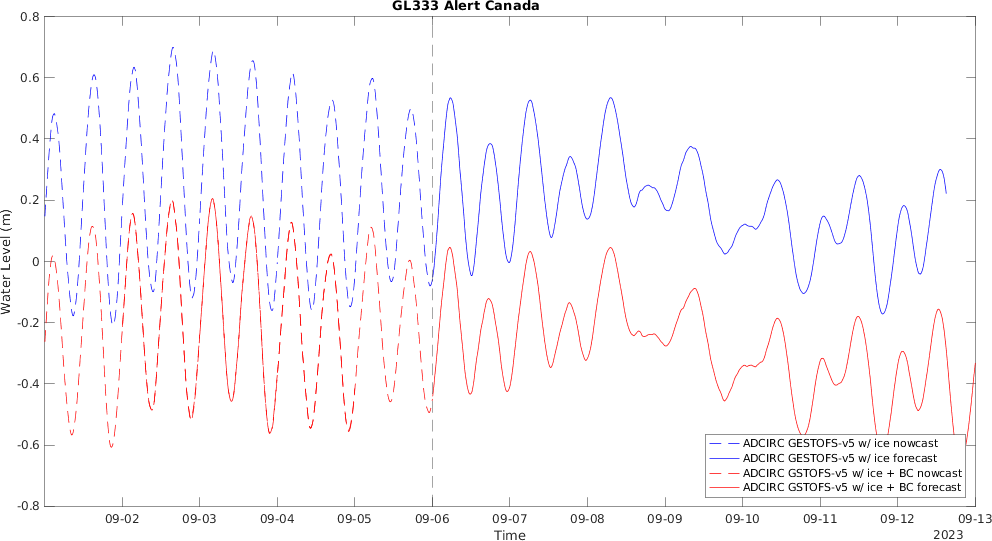 GL333 Alert Canada
0.8
0.6
0.4
0.2
0
-0.2
-0.4
-0.6
-0.8
Water Level (m)
ADCIRC GESTOFS-v5 w/ ice nowcast
ADCIRC GESTOFS-v5 w/ ice forecast
ADCIRC GSTOFS-v5 w/ ice + BC nowcast
ADCIRC GSTOFS-v5 w/ ice + BC forecast
09-02 09-03 09-04 09-05 09-06 09-07 09-08 09-09 09-10 09-11 09-12 09-13
Time
2023